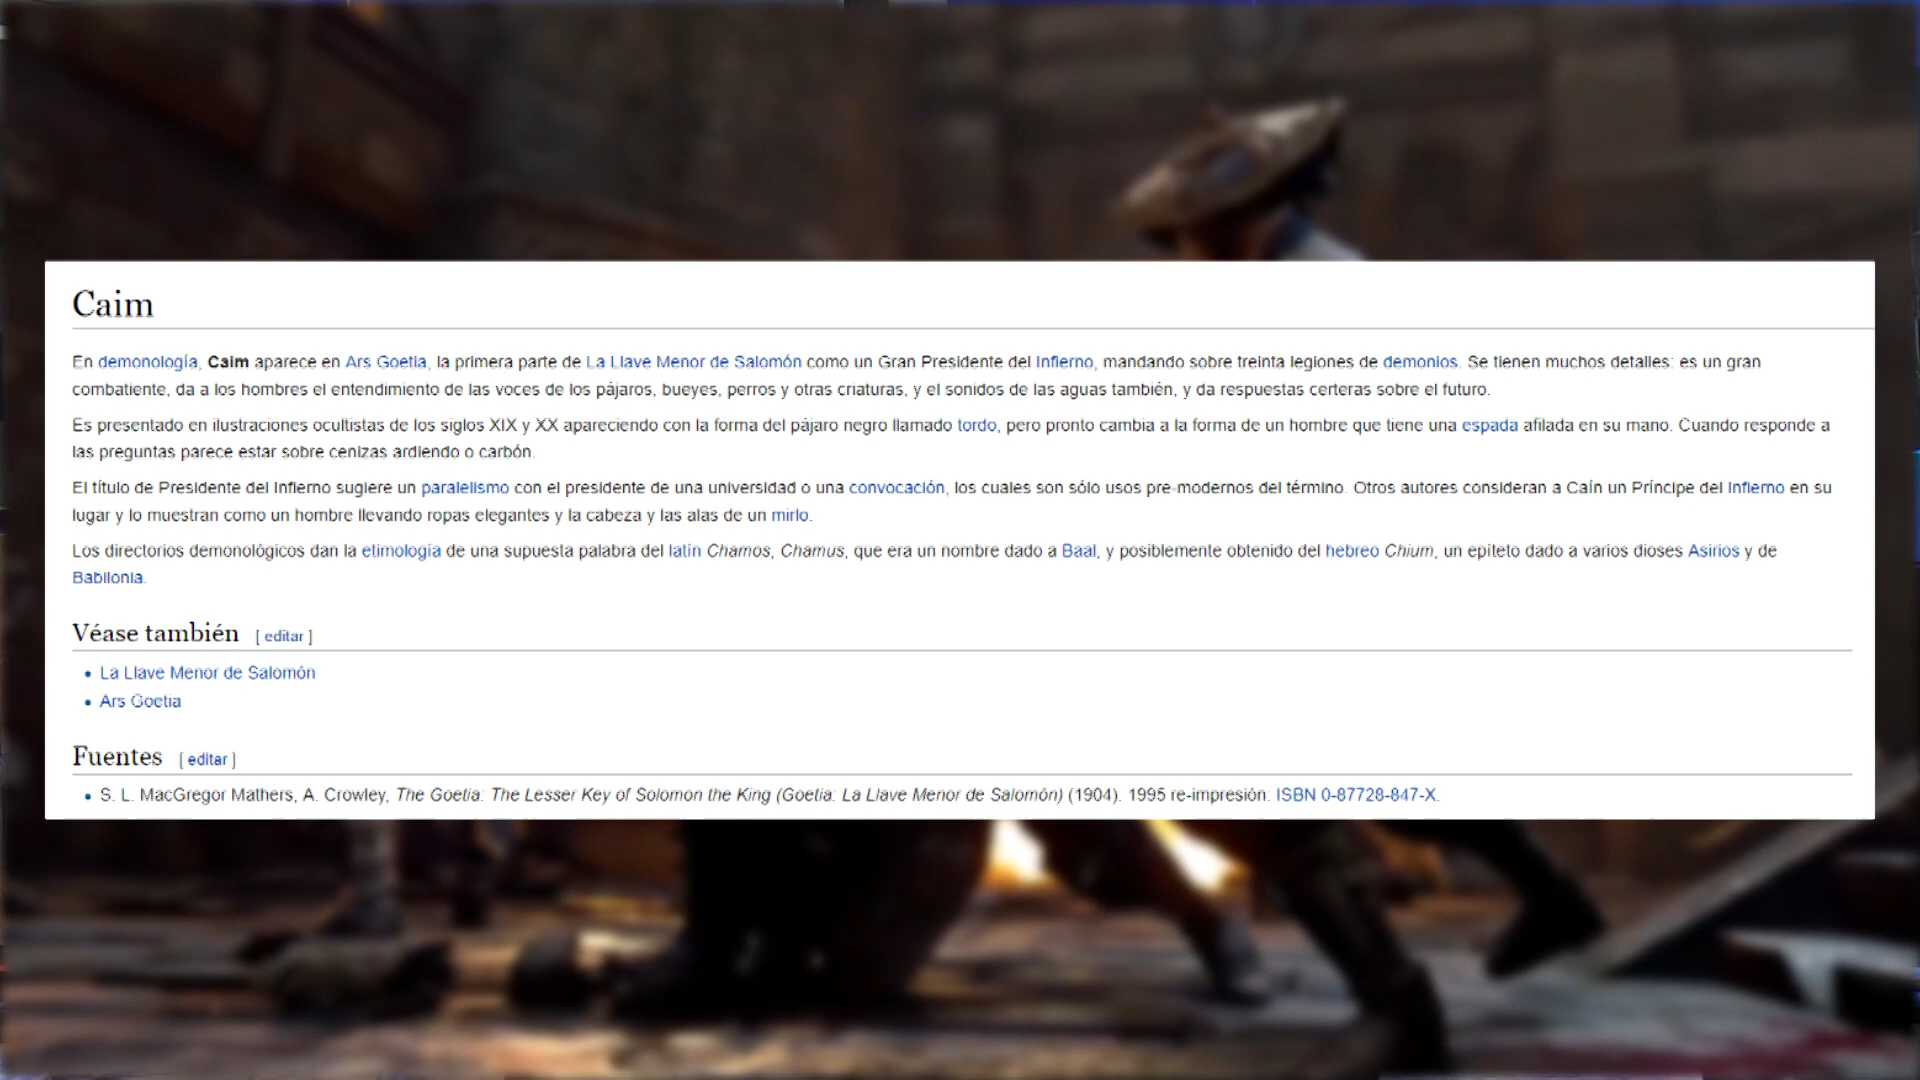 Caim
En demonología, Caim aparece en Ars Goetia, la primera parte de La Llave Menor de Salomón como un Gran Presidente del Infierno, mandando sobre treinta legiones de demonios. Se tienen muchos detalles: es un gran
combatiente, da a los hombres el entendimiento de las voces de los pájaros, bueyes, perros y otras criaturas, y el sonidos de las aguas también, y da respuestas certeras sobre el futuro.
Es presentado en ilustraciones ocultistas de los siglos XIX y XX apareciendo con la forma del pájaro negro llamado tordo, pero pronto cambia a la forma de un hombre que tiene una espada afilada en su mano. Cuando responde a
las preguntas parece estar sobre cenizas ardiendo o carbón.
El título de Presidente del Infierno sugiere un paralelismo con el presidente de una universidad o una convocación, los cuales son sólo usos pre-modernos del término. Otros autores consideran a Caín un Príncipe del Infierno en su
lugar y lo muestran como un hombre llevando ropas elegantes y la cabeza y las alas de un mirlo.
Los directorios demonológicos dan la etimología de una supuesta palabra del latín Chamos, Chamus, que era un nombre dado a Baal, y posiblemente obtenido del hebreo Chium, un epíteto dado a varios dioses Asirios y de
Babilonia.
Véase también [ editar ]
• La Llave Menor de Salomón
• Ars Goetia
Fuentes [ editar ]
• S. L. MacGregor Mathers, A. Crowley, The Goetia: The Lesser Key of Solomon the King (Goetia: La Llave Menor de Salomón) (1904). 1995 re-impresión: ISBN 0-87728-847-X.